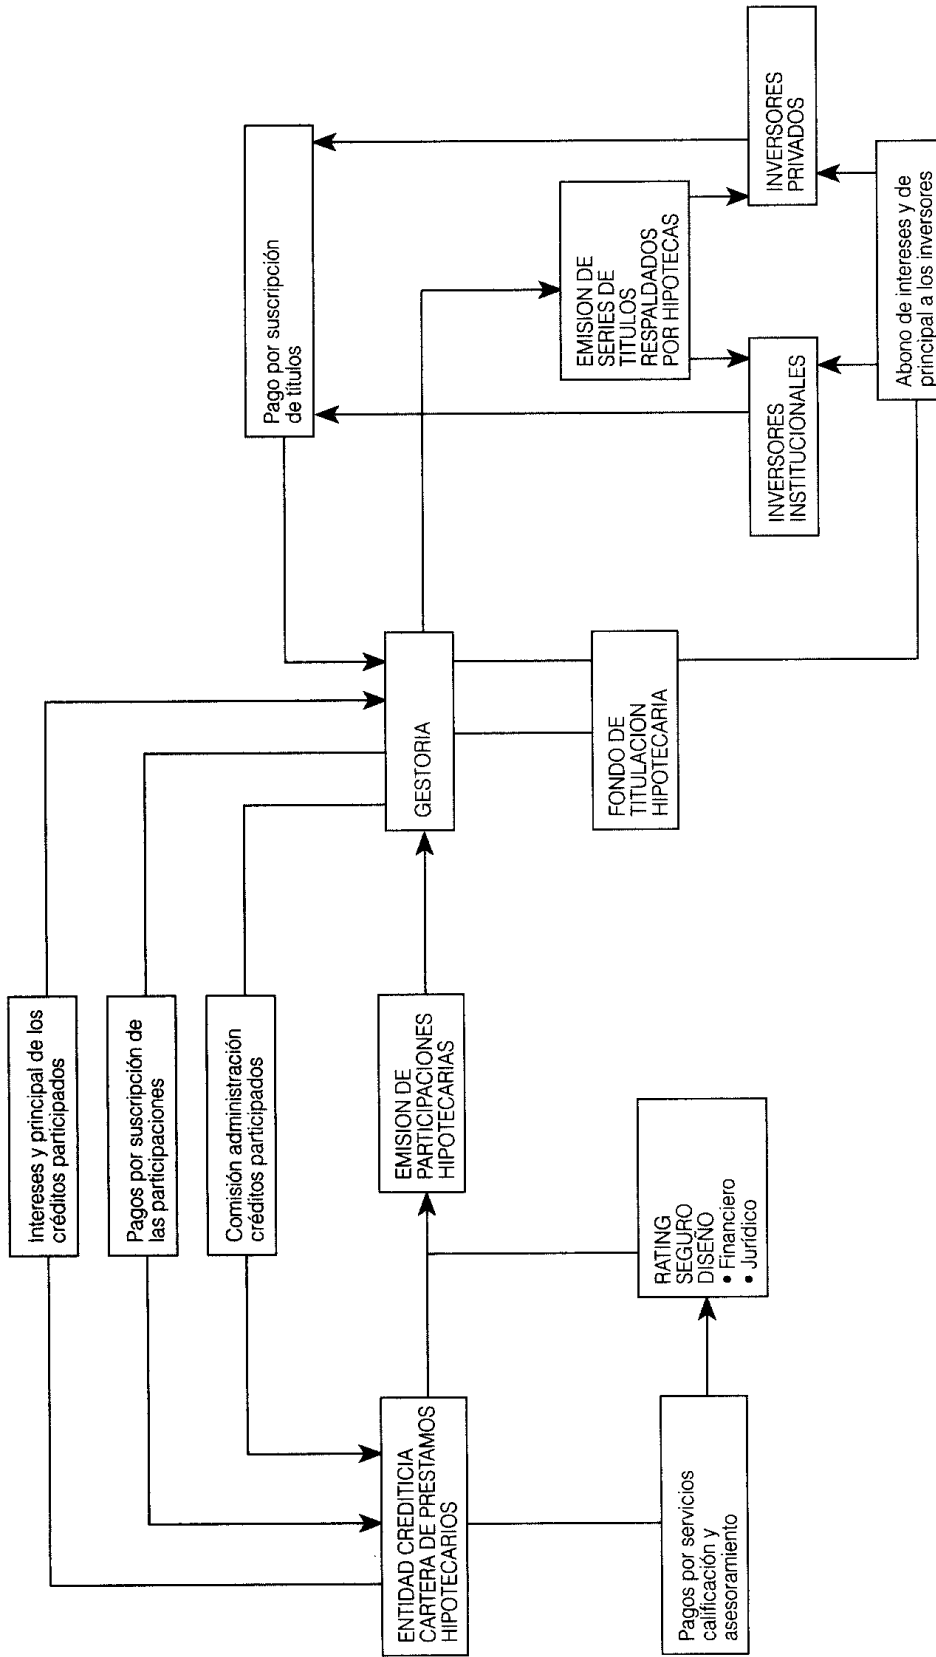 Intereses y principal de los
créditos participados
Pagos por suscripción de
las participaciones
Comisión administración
créditos participados
Pago por suscripción
de títulos
ENTIDAD CREDITICIA
CARTERA DE PRESTAMOS
HIPOTECARIOS
EMISION DE
PARTICIPACIONES
HIPOTECARIAS
GESTORIA
EMISION DE
SERIES DE
TITULOS
RESPALDADOS
POR HIPOTECAS
FONDO DE
TITULACION
HIPOTECARIA
RATING
SEGURO
DISEÑO
• Financiero
• Jurídico
Pagos por servicios
calificación y
asesoramiento
INVERSORES
INSTITUCIONALES
INVERSORES
PRIVADOS
Abono de intereses y de
principal a los inversores